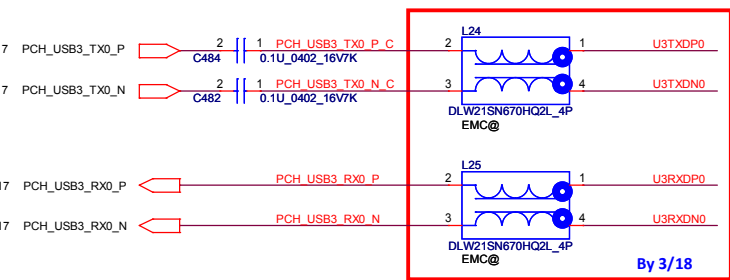 L24
7 PCH_USB3_TX0_P 2 1 PCH_USB3_TX0_P_C 2 1 U3TXDP0
C484 0.1U_0402_16V7K
7 PCH_USB3_TX0_N 2 1 PCH_USB3_TX0_N_C 3 4 U3TXDN0
C482 0.1U_0402_16V7K
DLW21SN670HQ2L_4P
EMC@
L25
17 PCH_USB3_RX0_P PCH_USB3_RX0_P 2 1 U3RXDP0
17 PCH_USB3_RX0_N PCH_USB3_RX0_N 3 4 U3RXDN0
DLW21SN670HQ2L_4P
EMC@
By 3/18